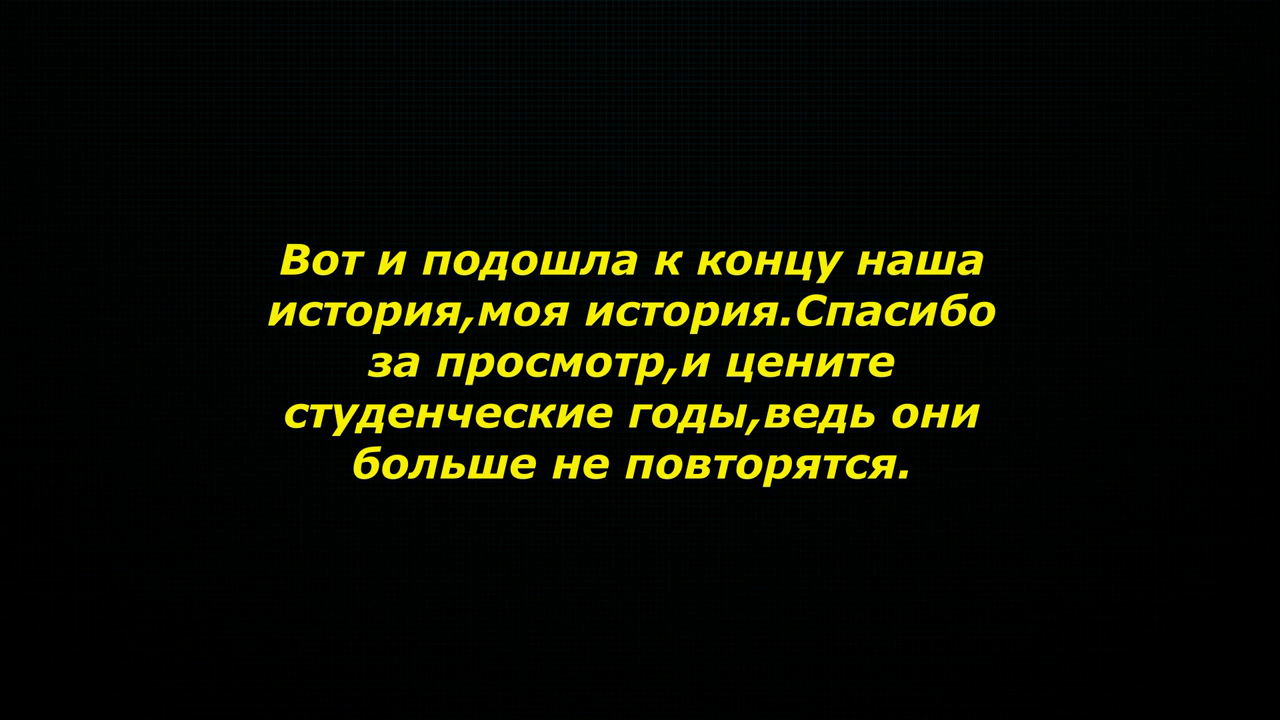 Вот и подошла к концу наша
история,моя история.Спасибо
за просмотр,и цените
студенческие годы,ведь они
больше не повторятся.